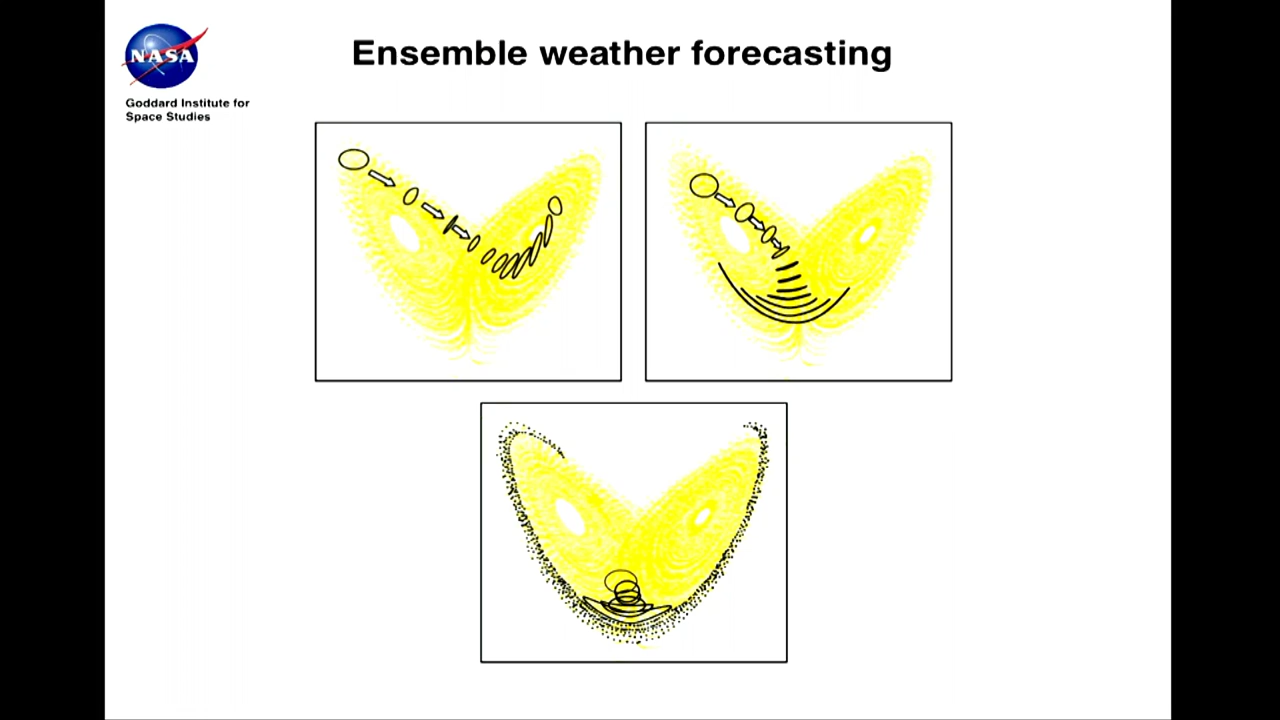 Ensemble weather forecasting
NASA
Goddard Institute for
Space Studies